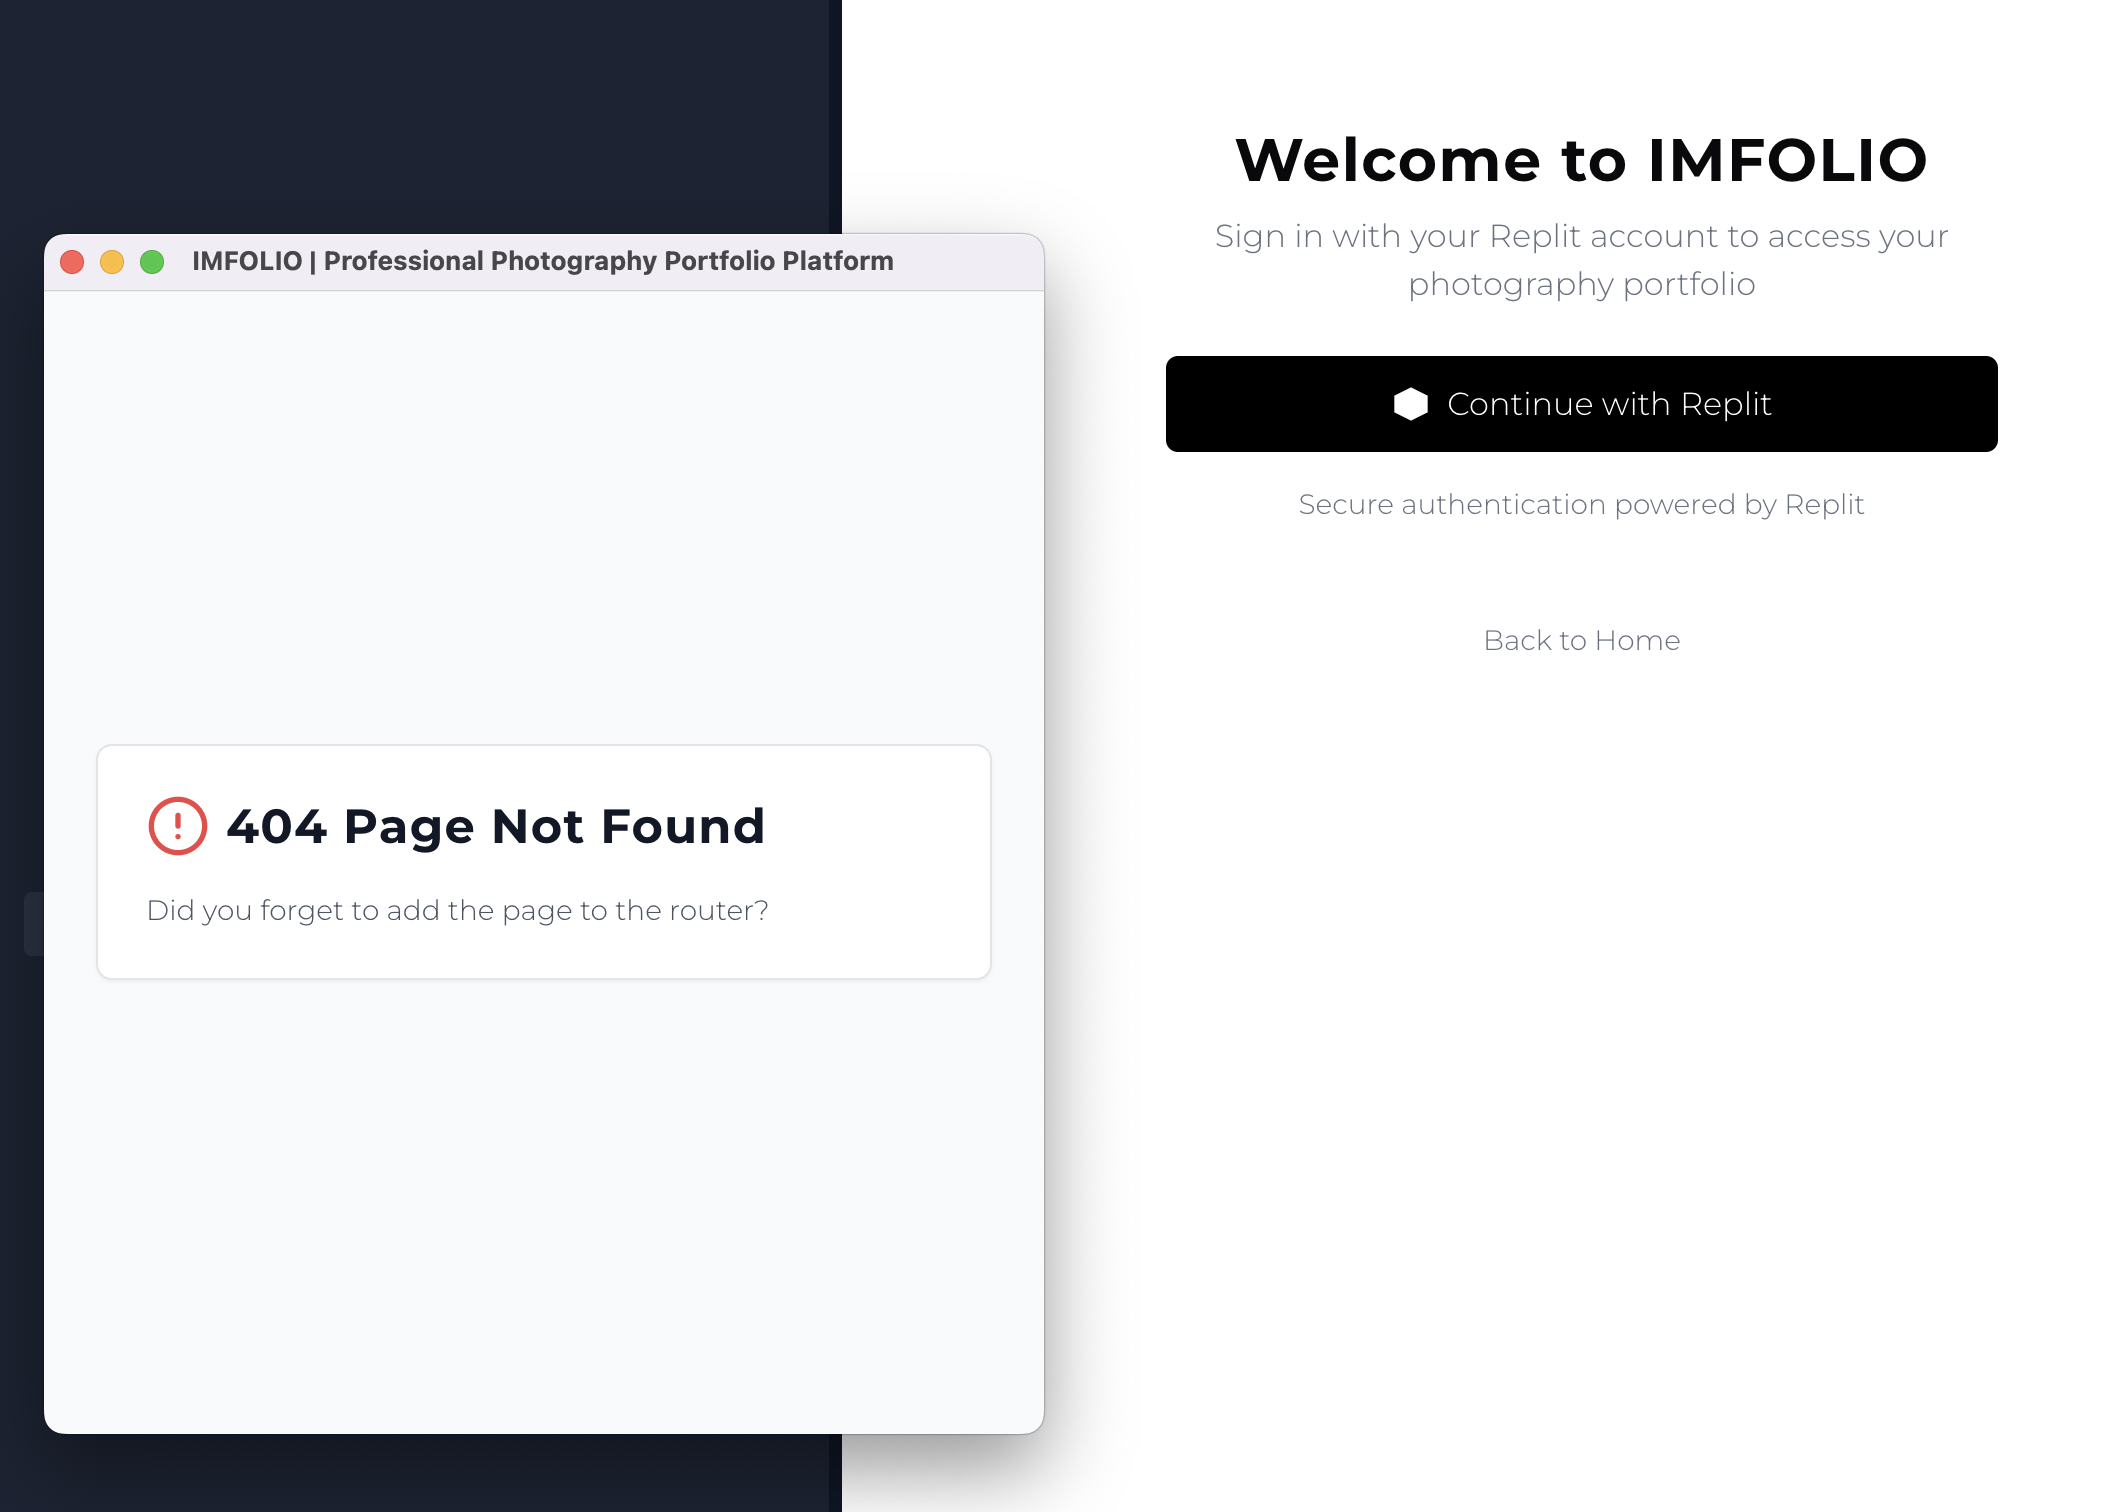 IMFOLIO | Professional Photography Portfolio Platform
404 Page Not Found
Did you forget to add the page to the router?
Welcome to IMFOLIO
Sign in with your Replit account to access your
photography portfolio
Continue with Replit
Secure authentication powered by Replit
Back to Home